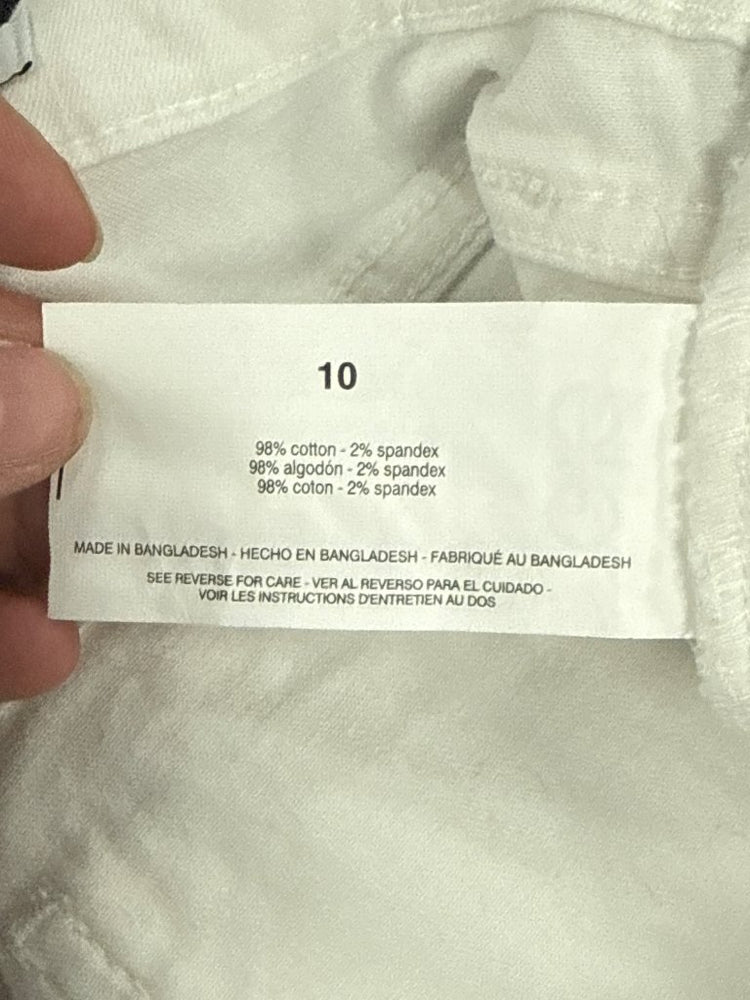 10
98% cotton - 2% spandex
98% algodón - 2% spandex
98% coton - 2% spandex
MADE IN BANGLADESH - HECHO EN BANGLADESH - FABRIQUÉ AU BANGLADESH
SEE REVERSE FOR CARE - VER AL REVERSO PARA EL CUIDADO -
VOIR LES INSTRUCTIONS D'ENTRETIEN AU DOS